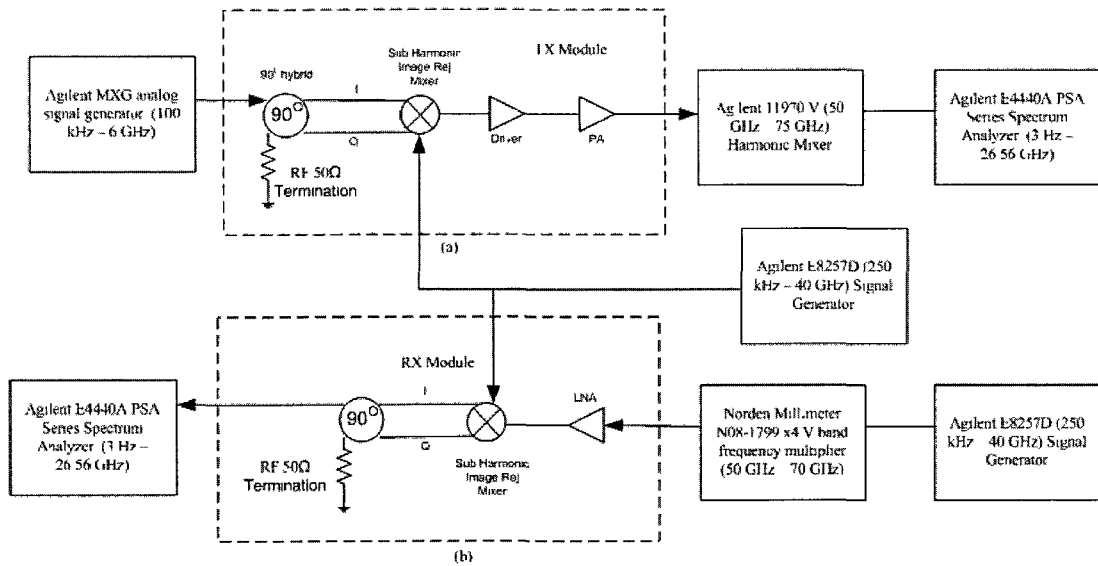 TX Module
Sub Harmonic
Image Rej
Mixer
90° hybrid
Agilent MXG analog
signal generator (100
kHz – 6 GHz)
90°
I
Q
RF 50Ω
Termination
Driver
PA
Agilent 11970 V (50
GHz 75 GHz)
Harmonic Mixer
Agilent E4440A PSA
Series Spectrum
Analyzer (3 Hz –
26 56 GHz)
(a)
Agilent E8257D (250
kHz – 40 GHz) Signal
Generator
RX Module
Agilent E4440A PSA
Series Spectrum
Analyzer (3 Hz –
26 56 GHz)
90°
I
Q
RF 50Ω
Termination
Sub Harmonic
Image Rej
Mixer
LNA
Norden Millimeter
N08-1799 x4 V band
frequency multiplier
(50 GHz 70 GHz)
Agilent E8257D (250
kHz 40 GHz) Signal
Generator
(b)